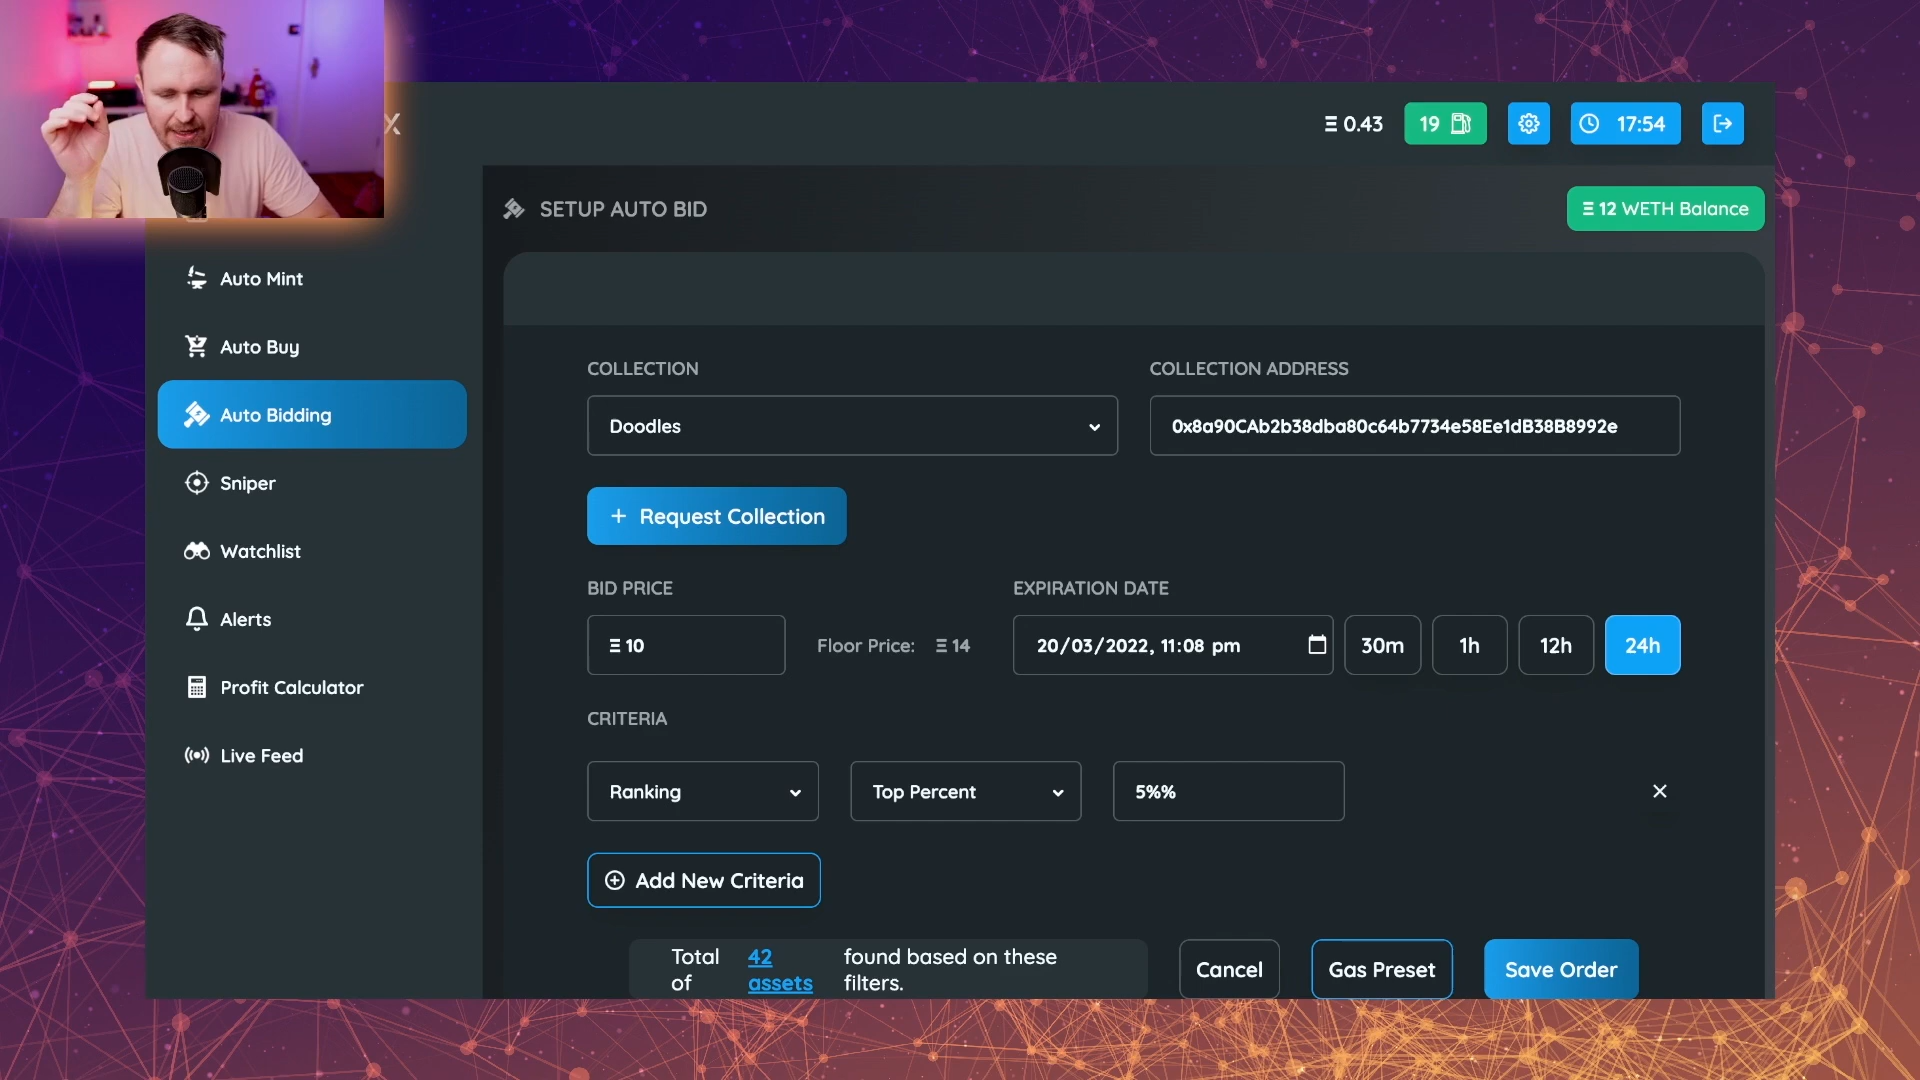 X
Ξ 0.43
19
17:54
SETUP AUTO BID
Ξ 12 WETH Balance
Auto Mint
Auto Buy
Auto Bidding
Sniper
Watchlist
Alerts
Profit Calculator
Live Feed
COLLECTION
COLLECTION ADDRESS
Doodles
0x8a90CAb2b38dba80c64b7734e58Ee1dB38B8992e
+ Request Collection
BID PRICE
EXPIRATION DATE
Ξ 10
Floor Price: Ξ 14
20/03/2022, 11:08 pm
30m
1h
12h
24h
CRITERIA
Ranking
Top Percent
5%%
Add New Criteria
Total of 42 assets found based on these filters.
Cancel
Gas Preset
Save Order